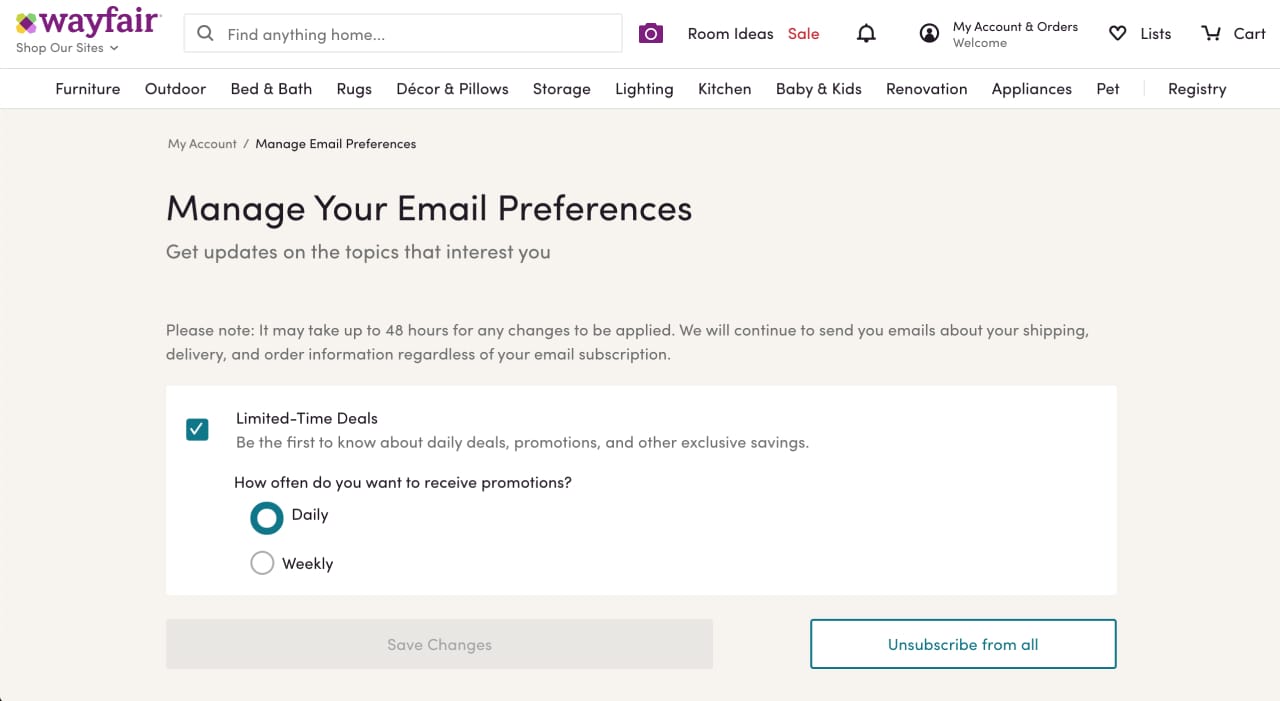 wayfair
Shop Our Sites
Find anything home...
Room Ideas
Sale
My Account & Orders
Welcome
Lists
Cart
Furniture
Outdoor
Bed & Bath
Rugs
Décor & Pillows
Storage
Lighting
Kitchen
Baby & Kids
Renovation
Appliances
Pet
Registry
My Account / Manage Email Preferences
Manage Your Email Preferences
Get updates on the topics that interest you
Please note: It may take up to 48 hours for any changes to be applied. We will continue to send you emails about your shipping,
delivery, and order information regardless of your email subscription.
Limited-Time Deals
Be the first to know about daily deals, promotions, and other exclusive savings.
How often do you want to receive promotions?
Daily
Weekly
Save Changes
Unsubscribe from all